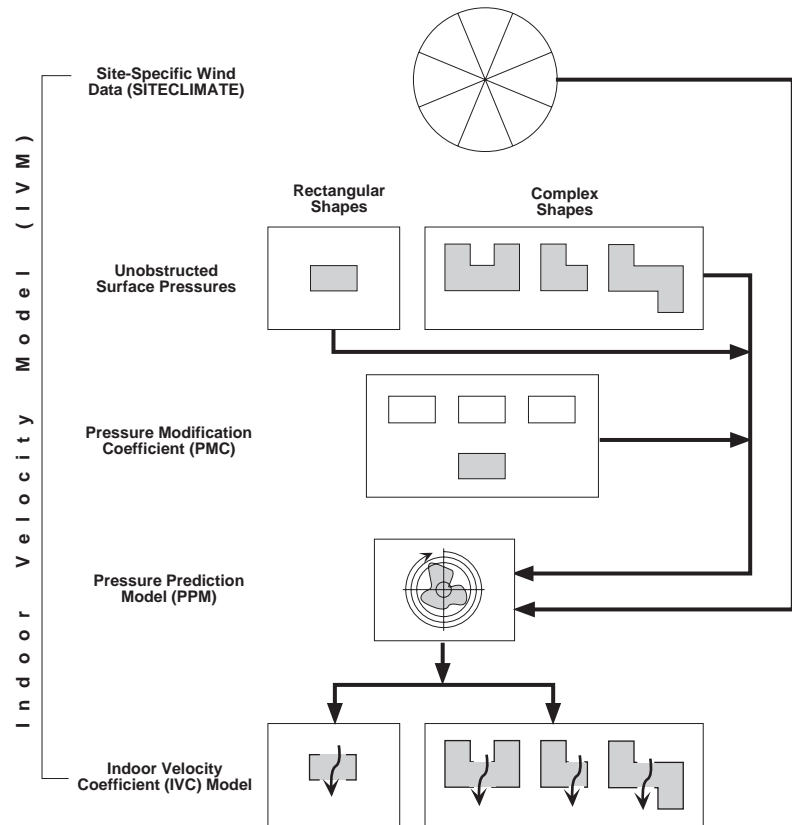 Site-Specific Wind
Data (SITECLIMATE)
Rectangular
Shapes
Complex
Shapes
Unobstructed
Surface Pressures
Pressure Modification
Coefficient (PMC)
Pressure Prediction
Model (PPM)
Indoor Velocity
Coefficient (IVC) Model
Indoor Velocity Model (IVM)